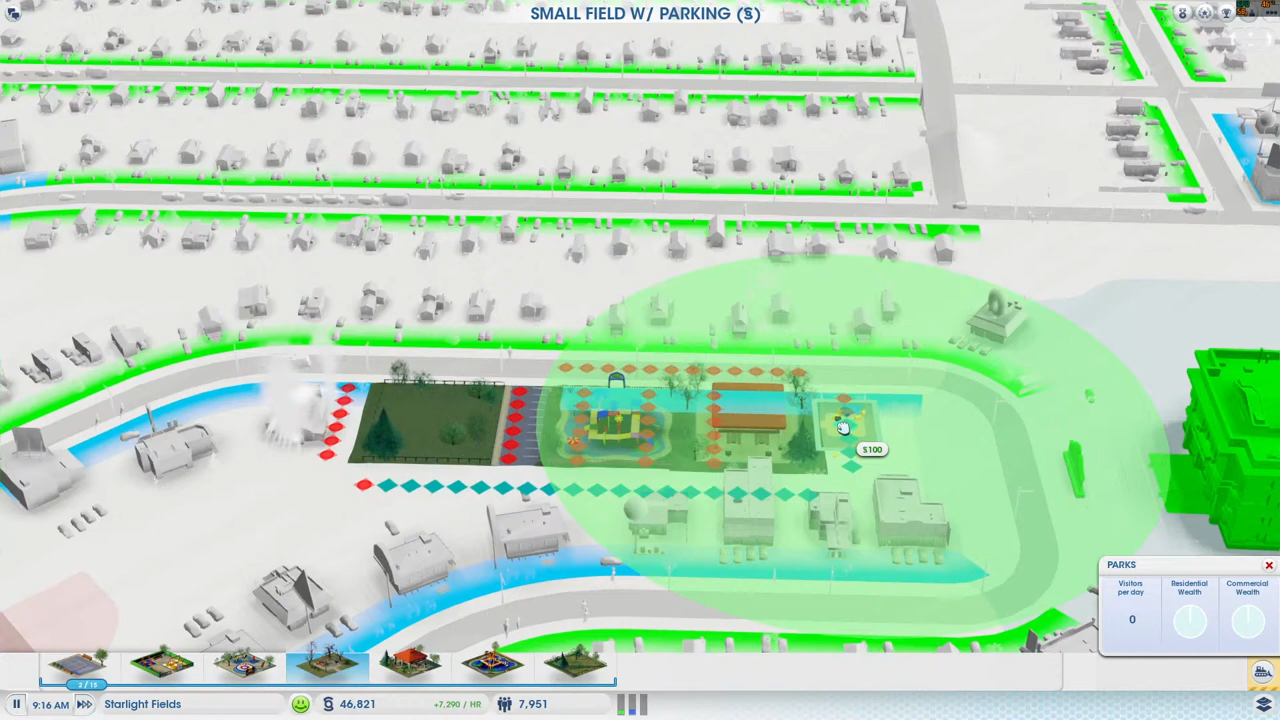 SMALL FIELD W/ PARKING (§)
§100
PARKS
Visitors per day
Residential Wealth
Commercial Wealth
0
2 / 15
9:16 AM
Starlight Fields
§ 46,821
+7,290 / HR
7,951